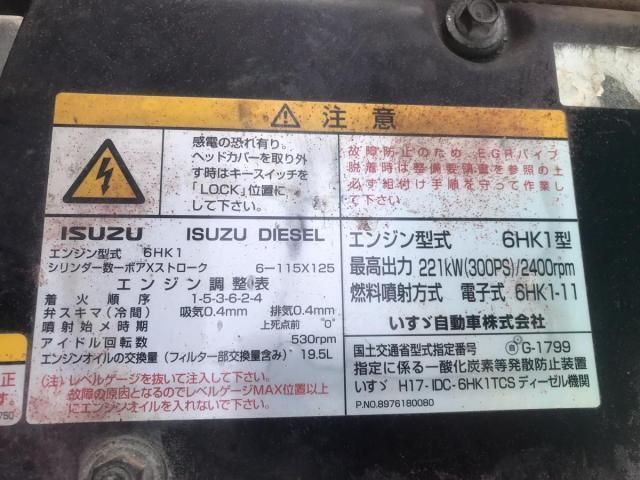 ⚠ 注意
感電の恐れ有り。
ヘッドカバーを取り外
す時はキースイッチを
「LOCK」位置に
して下さい。
故障防止のため、EGRパイプ
脱着時は整備要領書を参照の上
必ず組付け手順を守って作業し
て下さい。
ISUZU ISUZU DIESEL
エンジン型式 6HK1
シリンダー数ーボアXストローク 6-115X125
エンジン調整表
着火順序 1-5-3-6-2-4
弁スキマ(冷間) 吸気0.4mm 排気0.4mm
噴射始め時期 上死点前 0°
アイドル回転数 530rpm
エンジンオイルの交換量(フィルター部交換量含み) 19.5L
(注)レベルゲージを抜いて注入して下さい。
故障の原因となるのでレベルゲージMAX位置以上
にエンジンオイルを入れないで下さい。
エンジン型式 6HK1型
最高出力 221kW(300PS)/2400rpm
燃料噴射方式 電子式 6HK1-11
いすゞ自動車株式会社
国土交通省型式指定番号 G-1799
指定に係る一酸化炭素等発散防止装置
いすゞ H17-IDC-6HK1TCS ディーゼル機関
P.NO.8976180080
正
750